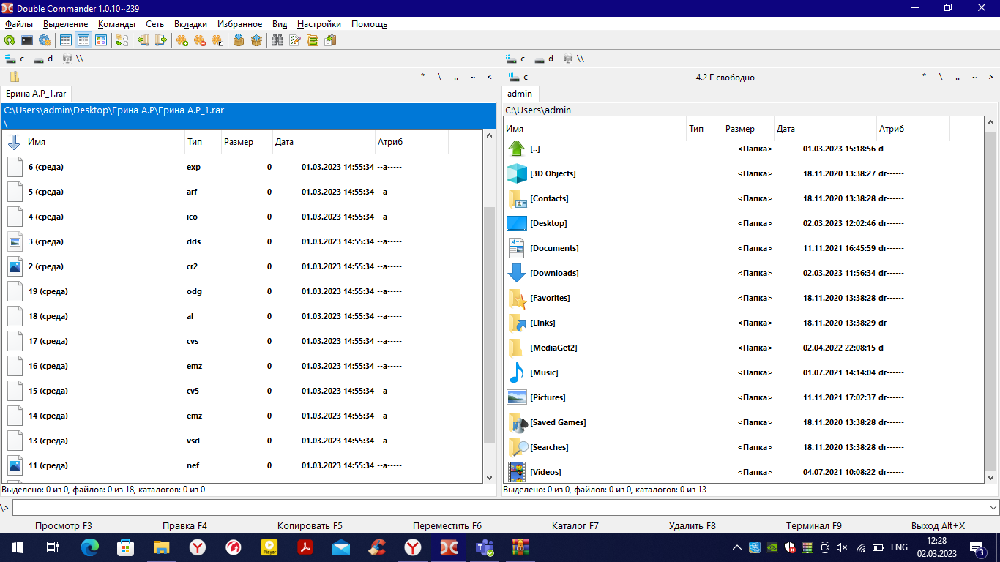 Double Commander 1.0.10~239
Файлы Выделение Команды Сеть Вкладки Избранное Вид Настройки Помощь
c d \\ c d \\
* \ .. ~ < c 4.2 Г свободно * \ .. ~ >
Ерина А.Р_1.rar admin
C:\Users\admin\Desktop\Ерина А.Р\Ерина А.Р_1.rar
\
Имя Тип Размер Дата Атриб
6 (среда) exp 0 01.03.2023 14:55:34 --a-----
5 (среда) arf 0 01.03.2023 14:55:34 --a-----
4 (среда) ico 0 01.03.2023 14:55:34 --a-----
3 (среда) dds 0 01.03.2023 14:55:34 --a-----
2 (среда) cr2 0 01.03.2023 14:55:34 --a-----
19 (среда) odg 0 01.03.2023 14:55:34 --a-----
18 (среда) al 0 01.03.2023 14:55:34 --a-----
17 (среда) cvs 0 01.03.2023 14:55:34 --a-----
16 (среда) emz 0 01.03.2023 14:55:34 --a-----
15 (среда) cv5 0 01.03.2023 14:55:34 --a-----
14 (среда) emz 0 01.03.2023 14:55:34 --a-----
13 (среда) vsd 0 01.03.2023 14:55:34 --a-----
11 (среда) nef 0 01.03.2023 14:55:34 --a-----
Выделено: 0 из 0, файлов: 0 из 18, каталогов: 0 из 0
C:\Users\admin
Имя Тип Размер Дата Атриб
[..] <Папка> 01.03.2023 15:18:56 d-------
[3D Objects] <Папка> 18.11.2020 13:38:27 dr------
[Contacts] <Папка> 18.11.2020 13:38:28 dr------
[Desktop] <Папка> 02.03.2023 12:02:46 dr------
[Documents] <Папка> 11.11.2021 16:45:59 dr------
[Downloads] <Папка> 02.03.2023 11:56:34 dr------
[Favorites] <Папка> 18.11.2020 13:38:28 dr------
[Links] <Папка> 18.11.2020 13:38:29 dr------
[MediaGet2] <Папка> 02.04.2022 22:08:15 d-------
[Music] <Папка> 01.07.2021 14:14:04 dr------
[Pictures] <Папка> 11.11.2021 17:02:37 dr------
[Saved Games] <Папка> 18.11.2020 13:38:28 dr------
[Searches] <Папка> 18.11.2020 13:38:28 dr------
[Videos] <Папка> 04.07.2021 10:08:22 dr------
Выделено: 0 из 0, файлов: 0 из 0, каталогов: 0 из 13
\>
Просмотр F3 Правка F4 Копировать F5 Переместить F6 Каталог F7 Удалить F8 Терминал F9 Выход Alt+X
Player ENG 12:28
02.03.2023 3